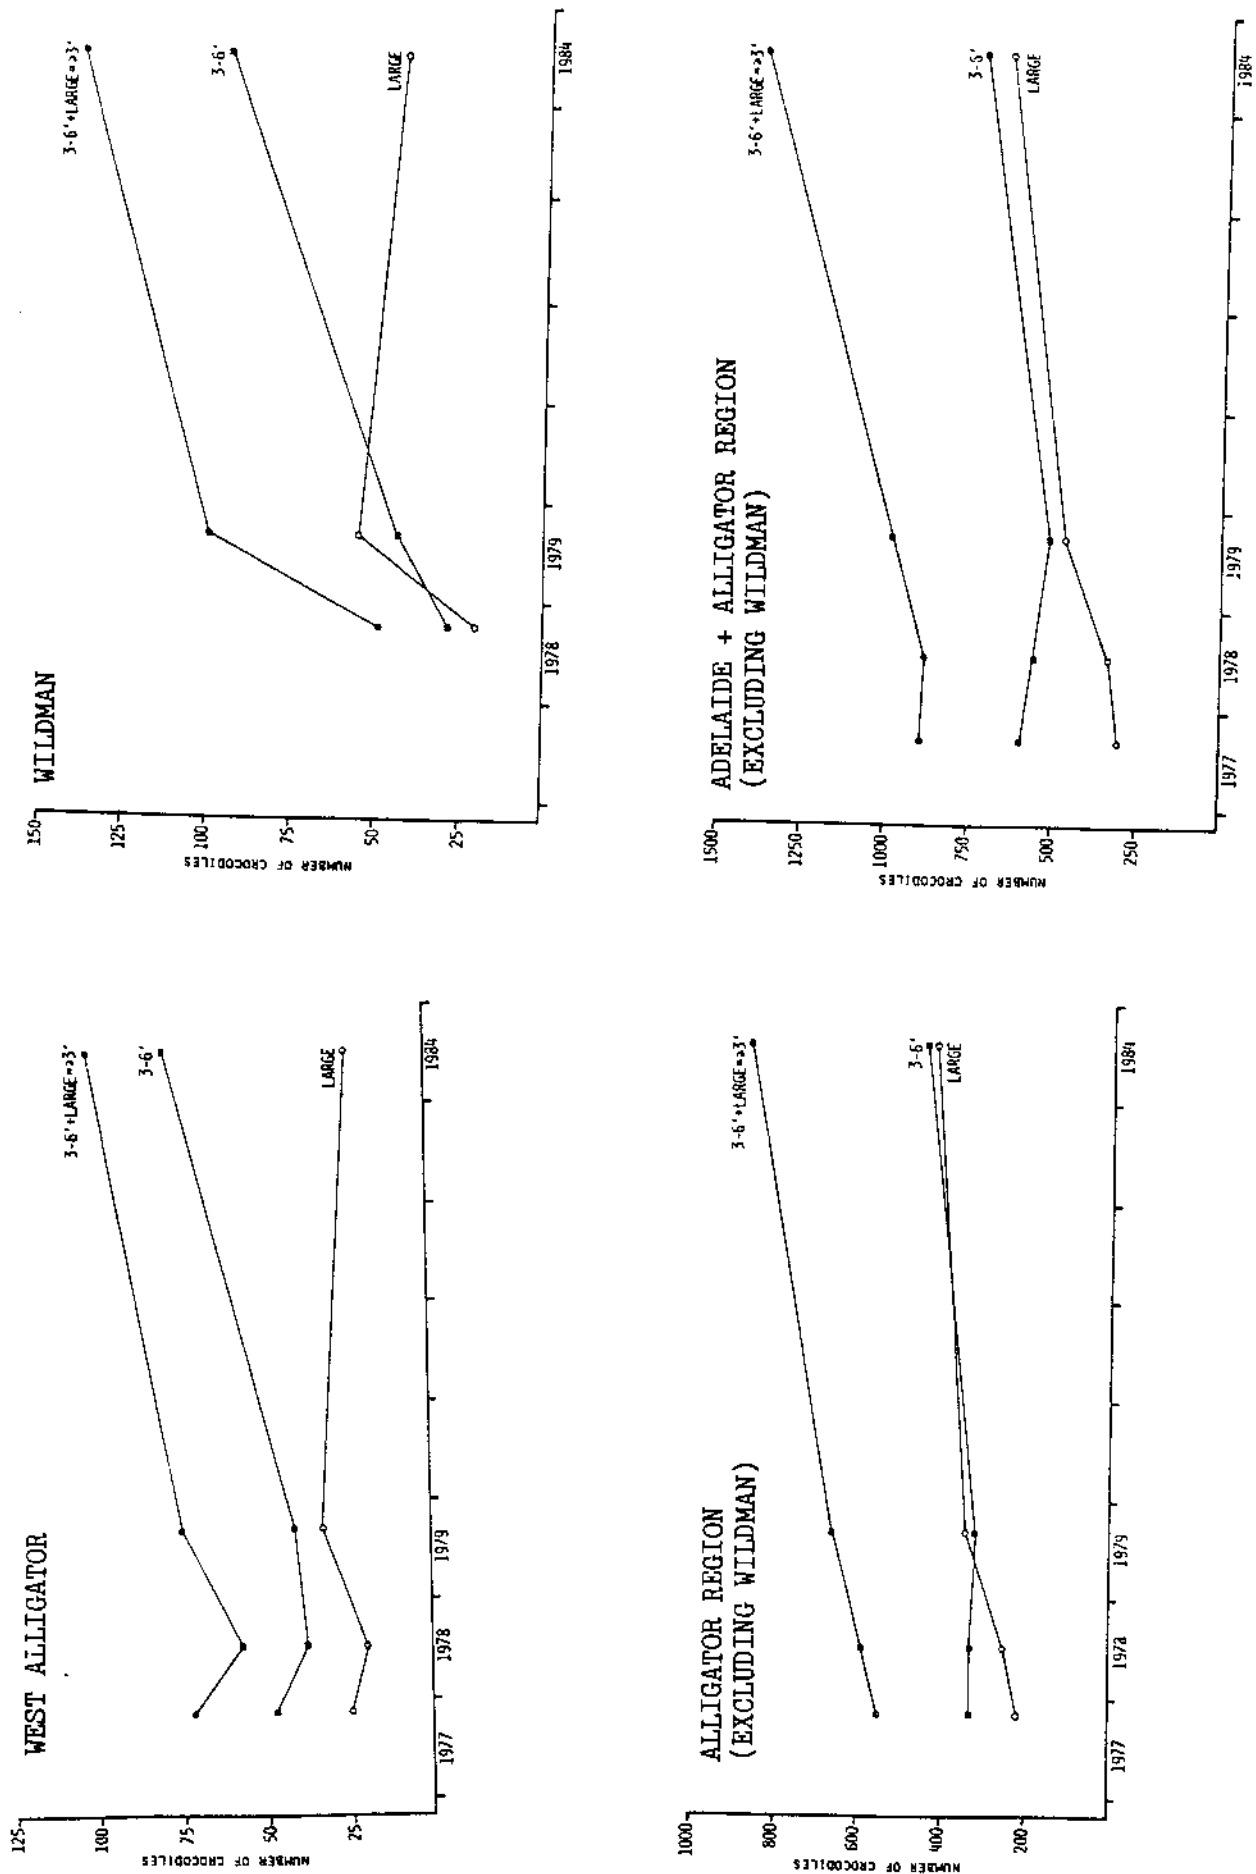 WEST ALLIGATOR
125
100
75
50
25
NUMBER OF CROCODILES
3-6'+LARGE=≥3'
3-6'
LARGE
1977
1978
1979
1984
WILDMAN
150
125
100
75
50
25
NUMBER OF CROCODILES
3-6'+LARGE=≥3'
3-6'
LARGE
1978
1979
1984
ALLIGATOR REGION
(EXCLUDING WILDMAN)
1000
800
600
400
200
NUMBER OF CROCODILES
3-6'+LARGE=≥3'
3-6'
LARGE
1977
1978
1979
1984
ADELAIDE + ALLIGATOR REGION
(EXCLUDING WILDMAN)
1500
1250
1000
750
500
250
NUMBER OF CROCODILES
3-6'+LARGE=≥3'
3-6'
LARGE
1977
1978
1979
1984